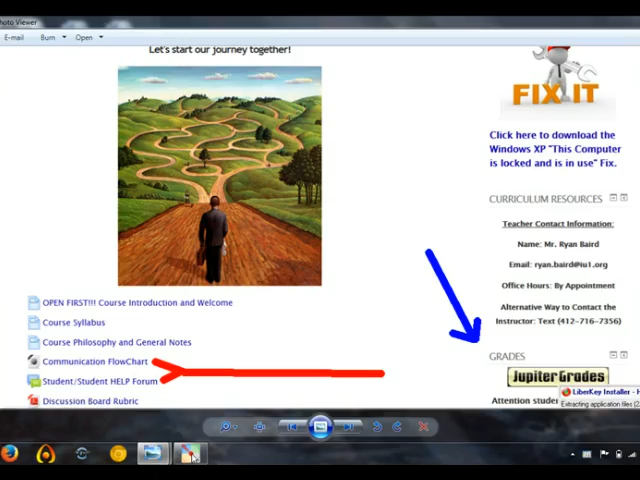 Photo Viewer
E-mail Burn Open
Let's start our journey together!
OPEN FIRST!!! Course Introduction and Welcome
Course Syllabus
Course Philosophy and General Notes
Communication FlowChart
Student/Student HELP Forum
Discussion Board Rubric
FIX IT
Click here to download the
Windows XP "This Computer
is locked and is in use" Fix.
CURRICULUM RESOURCES
Teacher Contact Information:
Name: Mr. Ryan Baird
Email: ryan.baird@iu1.org
Office Hours: By Appointment
Alternative Way to Contact the
Instructor: Text (412-716-7356)
GRADES
JupiterGrades
Attention studen
LiberKey Installer - H
Extracting application files (2